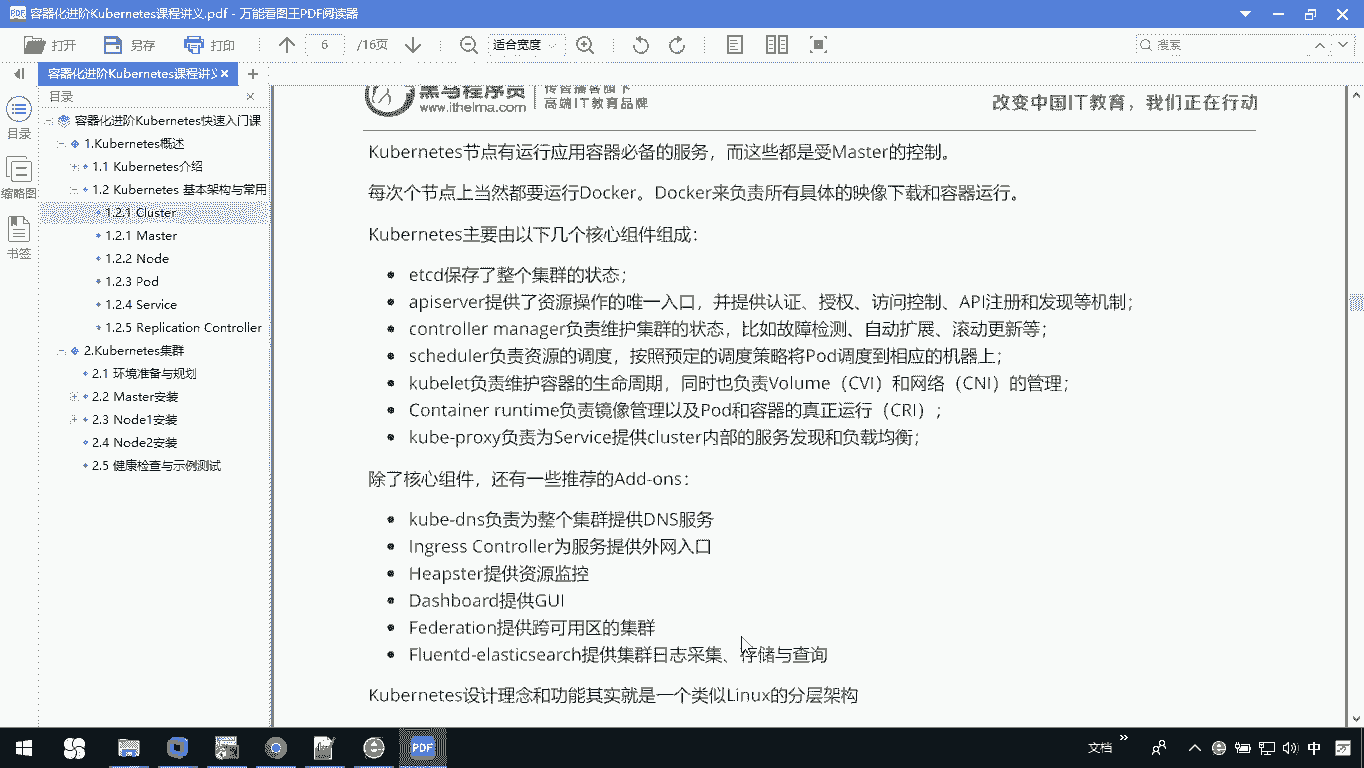 容器化进阶Kubernetes课程讲义.pdf - 万能看图王PDF阅读器
打开 另存 打印 6 /16页 适合宽度 搜索
容器化进阶Kubernetes课程讲义
目录
目录
缩略图
书签
容器化进阶Kubernetes快速入门课
1.Kubernetes概述
1.1 Kubernetes介绍
1.2 Kubernetes 基本架构与常用
1.2.1 Cluster
1.2.1 Master
1.2.2 Node
1.2.3 Pod
1.2.4 Service
1.2.5 Replication Controller
2.Kubernetes集群
2.1 环境准备与规划
2.2 Master安装
2.3 Node1安装
2.4 Node2安装
2.5 健康检查与示例测试
黑马程序员 传智播客旗下
www.itheima.com 高端IT教育品牌
改变中国IT教育，我们正在行动
Kubernetes节点有运行应用容器必备的服务，而这些都是受Master的控制。
每次个节点上当然都要运行Docker。Docker来负责所有具体的映像下载和容器运行。
Kubernetes主要由以下几个核心组件组成：
etcd保存了整个集群的状态；
apiserver提供了资源操作的唯一入口，并提供认证、授权、访问控制、API注册和发现等机制；
controller manager负责维护集群的状态，比如故障检测、自动扩展、滚动更新等；
scheduler负责资源的调度，按照预定的调度策略将Pod调度到相应的机器上；
kubelet负责维护容器的生命周期，同时也负责Volume（CVI）和网络（CNI）的管理；
Container runtime负责镜像管理以及Pod和容器的真正运行（CRI）；
kube-proxy负责为Service提供cluster内部的服务发现和负载均衡；
除了核心组件，还有一些推荐的Add-ons：
kube-dns负责为整个集群提供DNS服务
Ingress Controller为服务提供外网入口
Heapster提供资源监控
Dashboard提供GUI
Federation提供跨可用区的集群
Fluentd-elasticsearch提供集群日志采集、存储与查询
Kubernetes设计理念和功能其实就是一个类似Linux的分层架构
PDF 文档 中